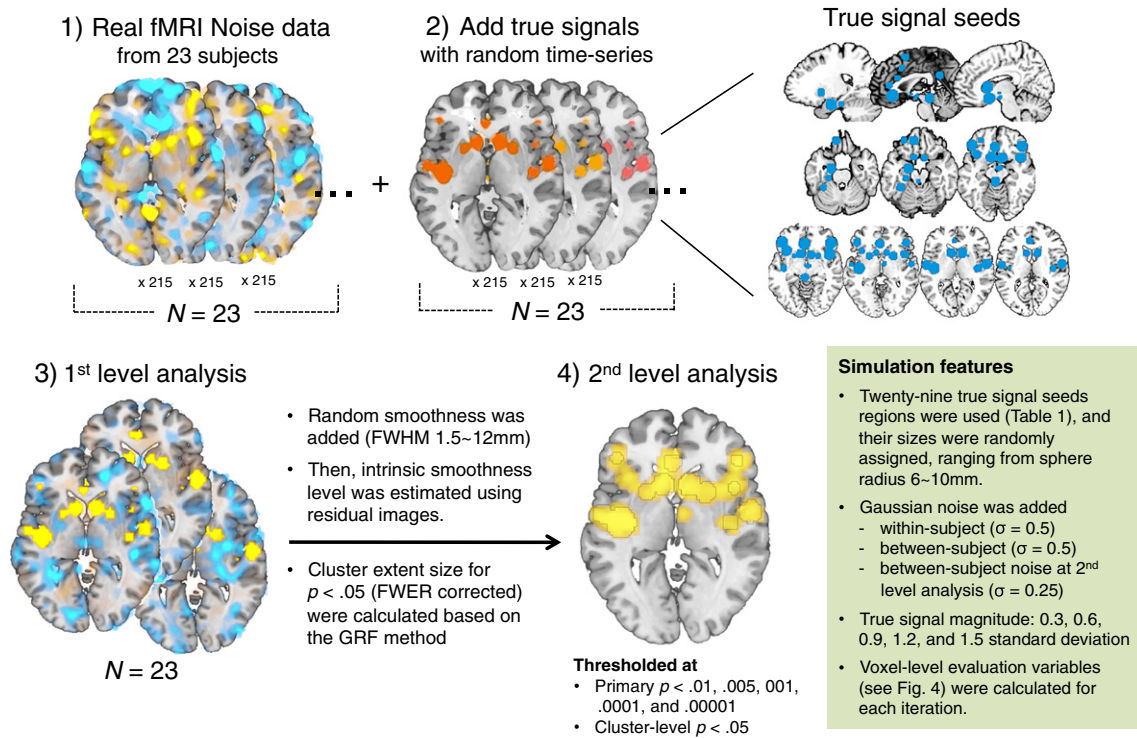 1) Real fMRI Noise data
from 23 subjects
2) Add true signals
with random time-series
True signal seeds
...
+
...
x 215 x 215 x 215
N = 23
x 215 x 215 x 215
N = 23
3) 1st level analysis
N = 23
• Random smoothness was
added (FWHM 1.5~12mm)
• Then, intrinsic smoothness
level was estimated using
residual images.
• Cluster extent size for
p < .05 (FWER corrected)
were calculated based on
the GRF method
4) 2nd level analysis
Thresholded at
• Primary p < .01, .005, 001,
.0001, and .00001
• Cluster-level p < .05
Simulation features
• Twenty-nine true signal seeds
regions were used (Table 1), and
their sizes were randomly
assigned, ranging from sphere
radius 6~10mm.
• Gaussian noise was added
- within-subject (σ = 0.5)
- between-subject (σ = 0.5)
- between-subject noise at 2nd
level analysis (σ = 0.25)
• True signal magnitude: 0.3, 0.6,
0.9, 1.2, and 1.5 standard deviation
• Voxel-level evaluation variables
(see Fig. 4) were calculated for
each iteration.